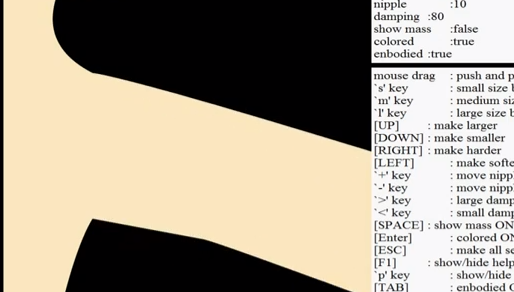 nipple :10
damping :80
show mass :false
colored :true
enbodied :true
mouse drag : push and p
`s' key : small size b
`m' key : medium siz
`l' key : large size b
[UP] : make larger
[DOWN] : make smaller
[RIGHT] : make harder
[LEFT] : make softe
`+' key : move nippl
`-' key : move nippl
`>' key : large damp
`<' key : small damp
[SPACE] : show mass ON
[Enter] : colored ON
[ESC] : make all se
[F1] : show/hide help
`p' key : show/hide
[TAB] : enbodied O